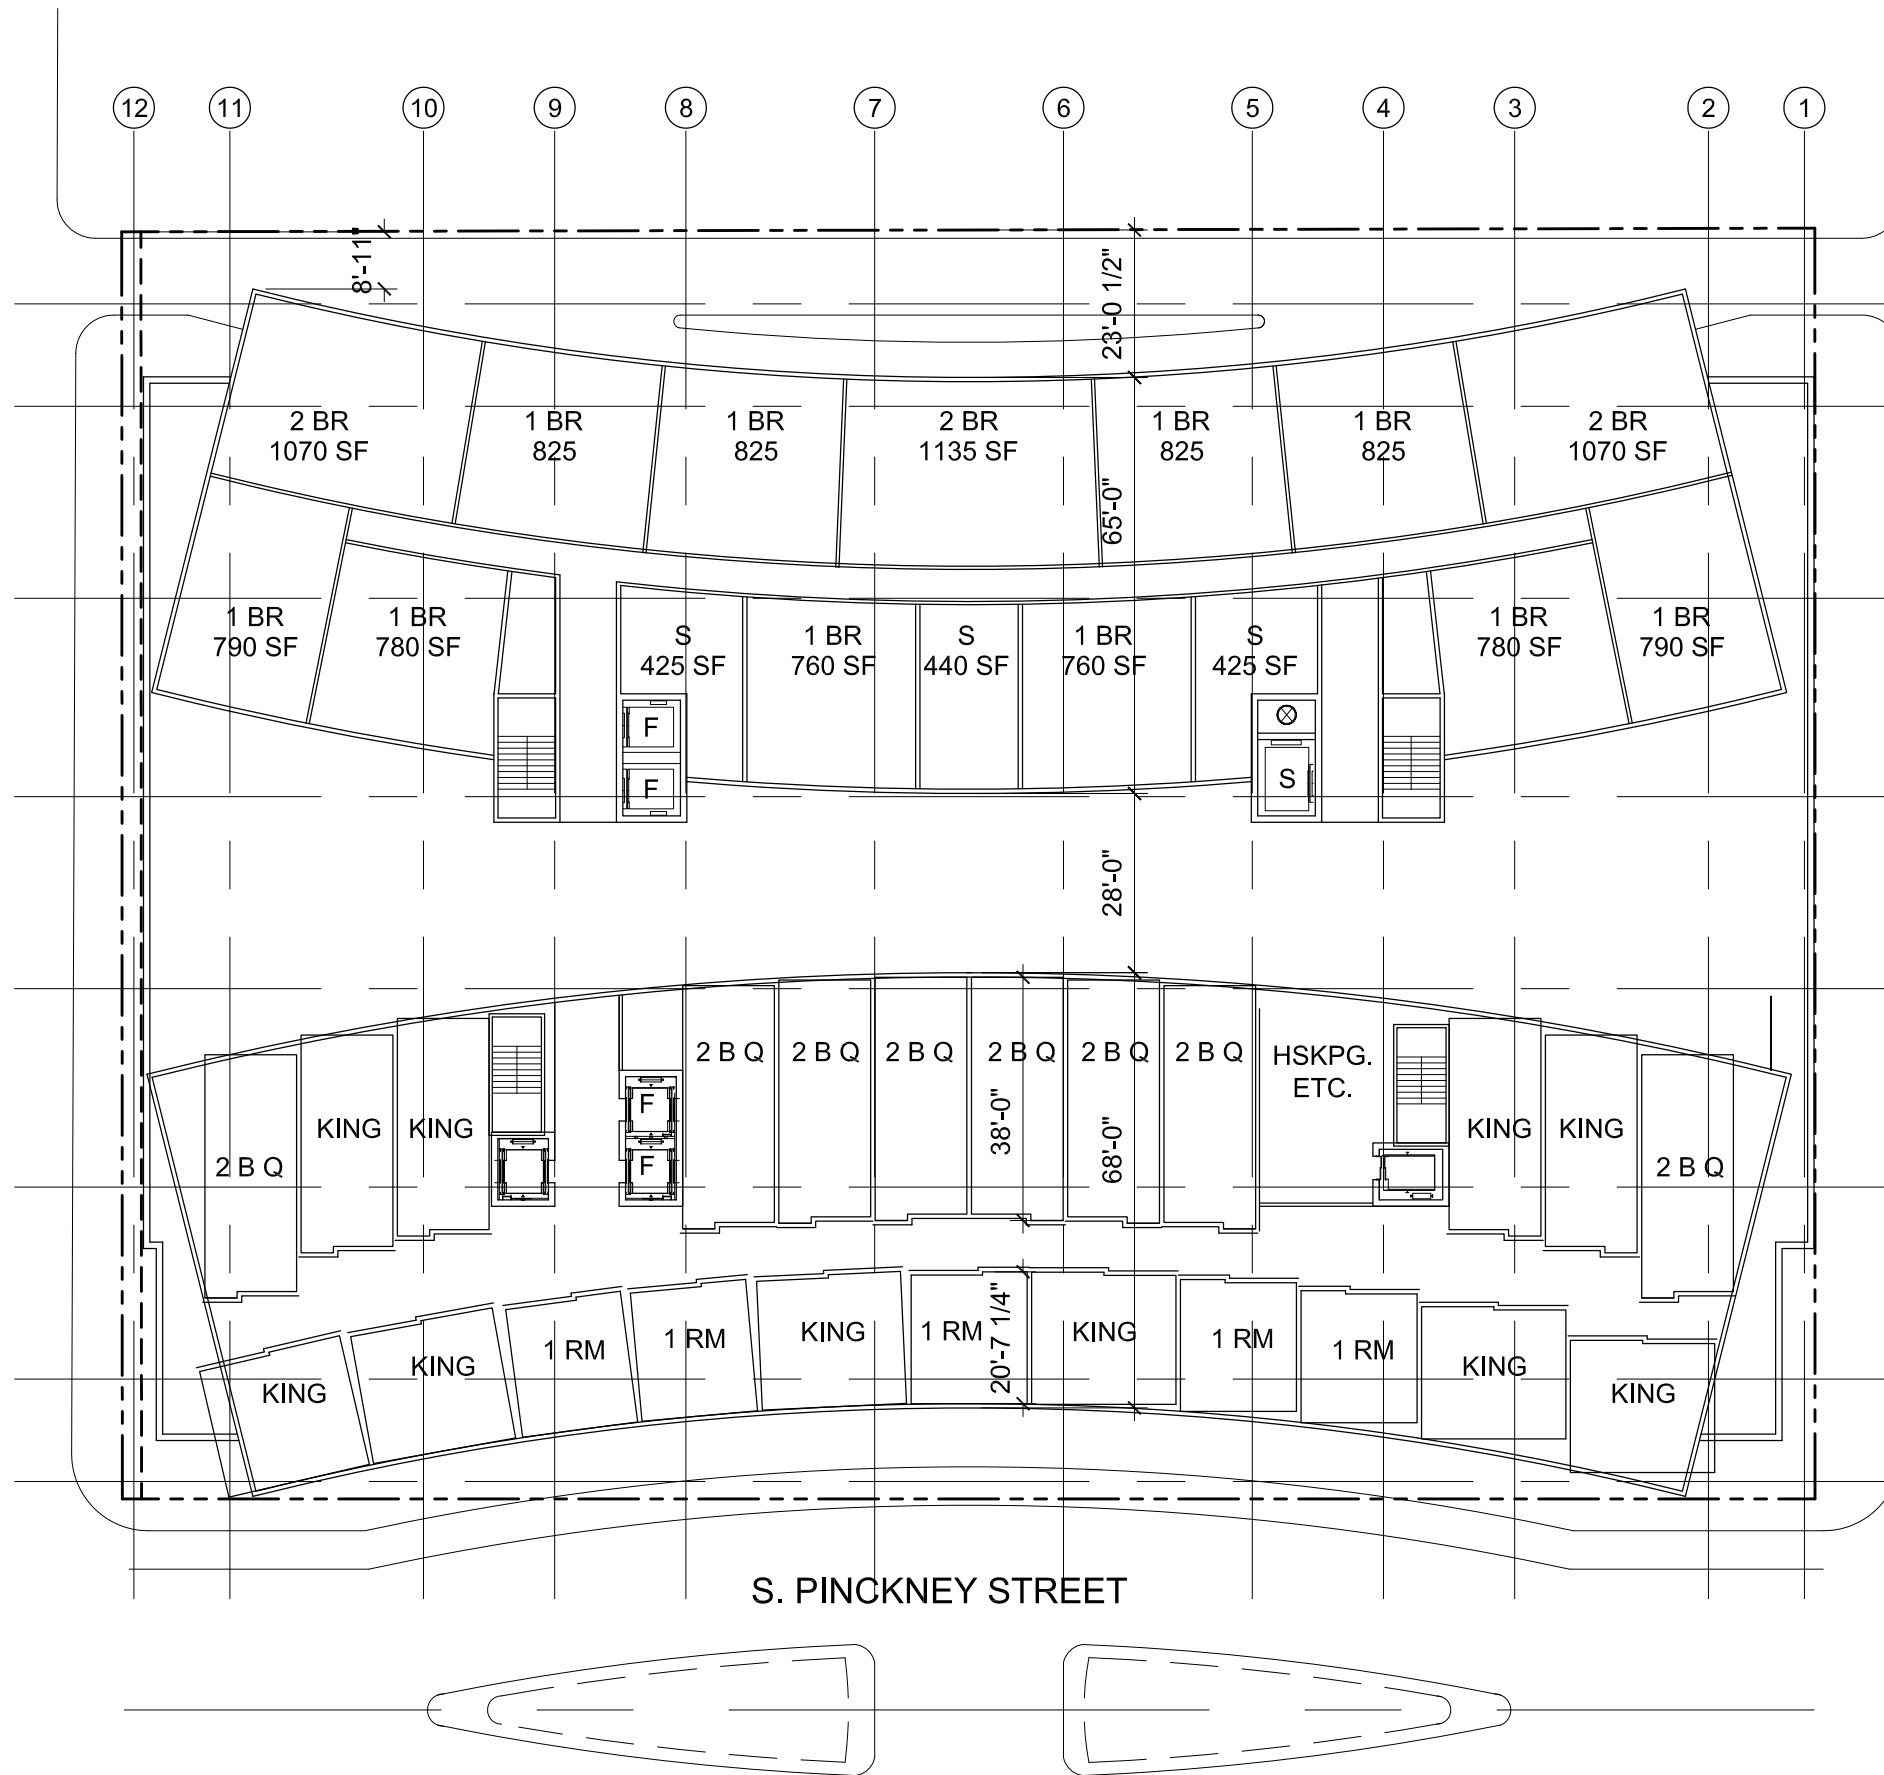 12
11
10
9
8
7
6
5
4
3
2
1
8'-11"
23'-0 1/2"
2 BR
1070 SF
1 BR
825
1 BR
825
2 BR
1135 SF
1 BR
825
1 BR
825
2 BR
1070 SF
65'-0"
1 BR
790 SF
1 BR
780 SF
S
425 SF
1 BR
760 SF
S
440 SF
1 BR
760 SF
S
425 SF
1 BR
780 SF
1 BR
790 SF
F
F
S
28'-0"
2 B Q
2 B Q
2 B Q
2 B Q
2 B Q
2 B Q
HSKPG.
ETC.
F
F
KING
KING
KING
KING
2 B Q
2 B Q
38'-0"
68'-0"
KING
KING
1 RM
1 RM
KING
1 RM
20'-7 1/4"
KING
1 RM
1 RM
KING
KING
S. PINCKNEY STREET